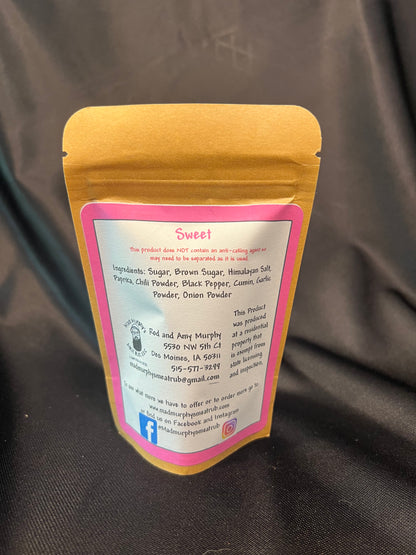 Sweet
This product does NOT contain an anti-caking agent so
may need to be separated as it is used.
Ingredients: Sugar, Brown Sugar, Himalayan Salt,
Paprika, Chili Powder, Black Pepper, Cumin, Garlic
Powder, Onion Powder
Rod and Amy Murphy
5530 NW 5th Ct
Des Moines, IA 50311
madmurphysmeatrub@gmail.com
This Product
was produced
at a residential
property that
is exempt from
state licensing
and inspection.
To see what more we have to offer or to order more go to
www.madmurphysmeatrub.com
or find us on Facebook and Instagram
@Madmurphysmeatrub